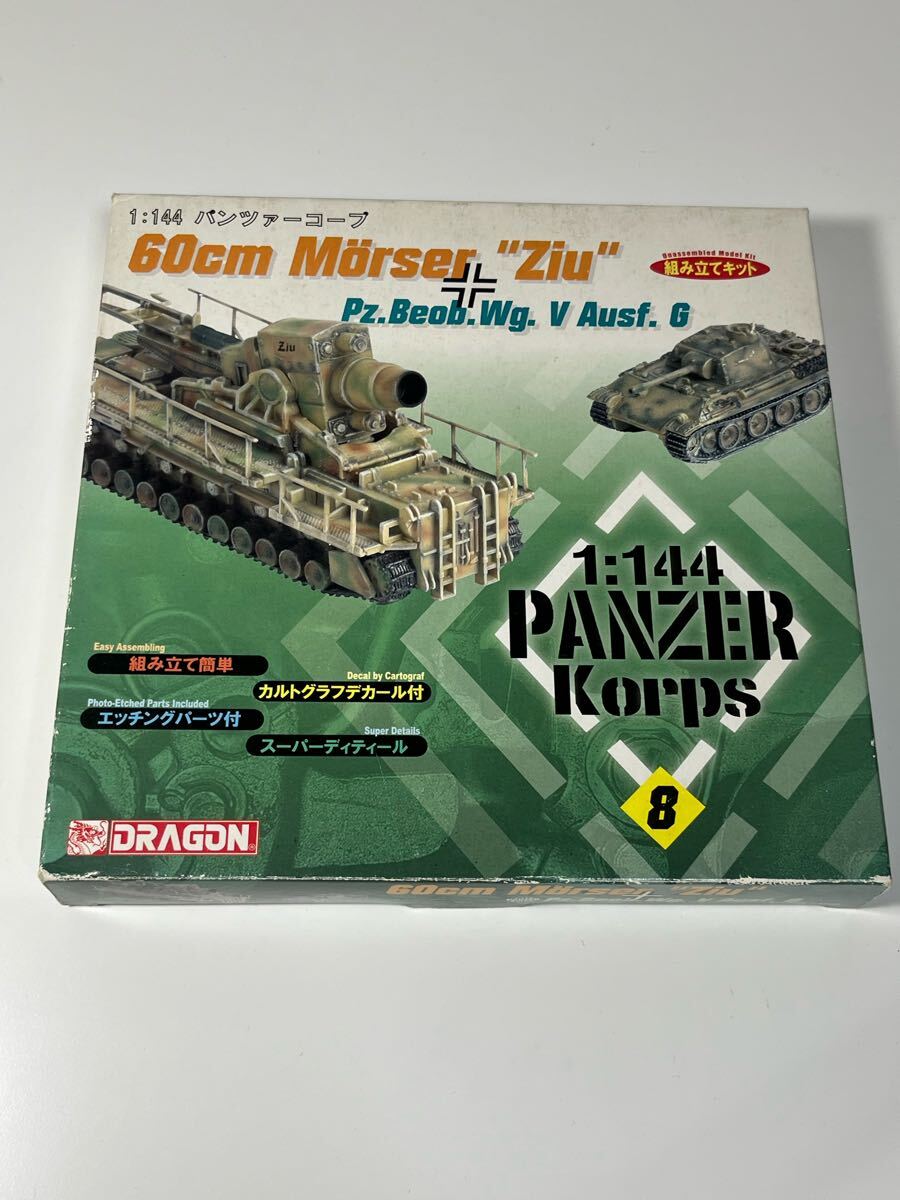 1:144 パンツァーコープ
60cm Mörser "Ziu"
Unassembled Model Kit
組み立てキット
Pz.Beob.Wg. V Ausf. G
Ziu
1:144
PANZER
Korps
8
Easy Assembling
組み立て簡単
Decal by Cartograf
カルトグラフデカール付
Photo-Etched Parts Included
エッチングパーツ付
Super Details
スーパーディティール
DRAGON
60cm Mörser "Ziu"
Pz.Beob.Wg. V Ausf. G